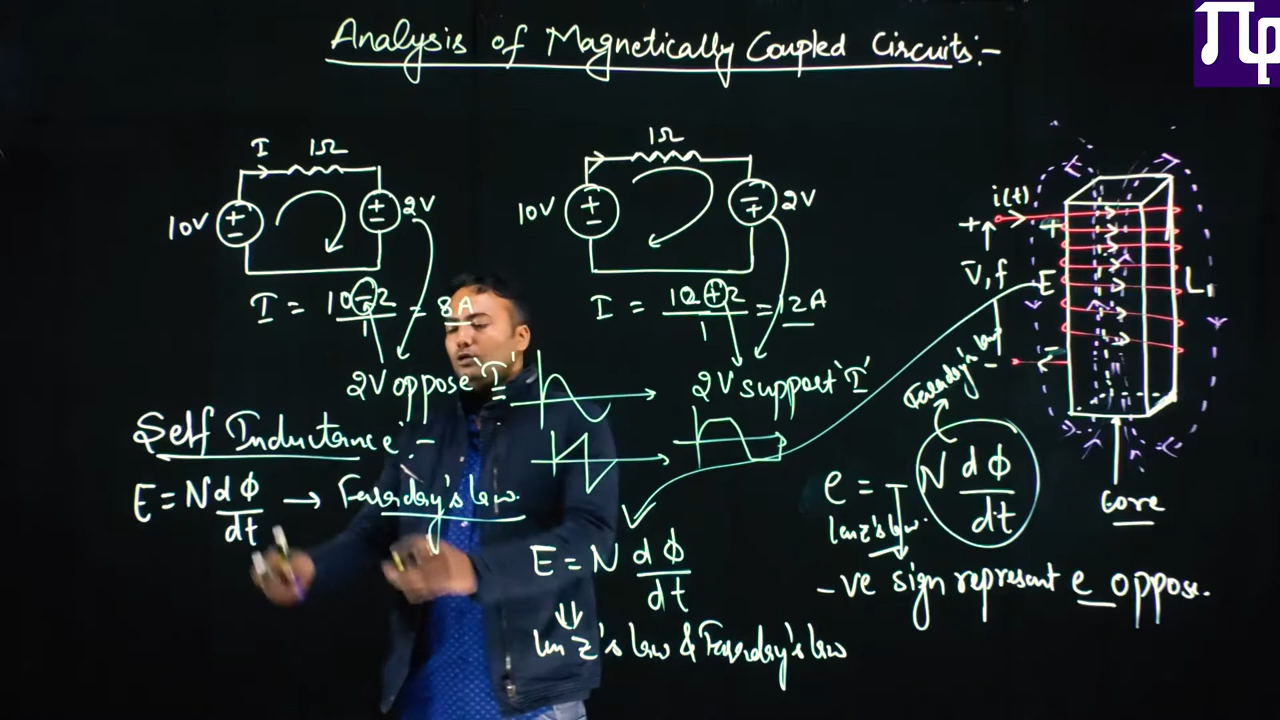 Analysis of Magnetically Coupled Circuits:-
πφ
I 1Ω
10V + - + - 2V
I = 10-2 / 1 = 8A
2V oppose 'I'
1Ω
10V + - - + 2V
I = 10+2 / 1 = 12A
2V support 'I'
i(t)
+ +
V, f E L1
- -
Faraday's law
Core
Self Inductance:-
E = N dφ / dt → Faraday's law.
E = N dφ / dt
Lenz's law & Faraday's law
e = - N dφ / dt
Lenz's law.
-ve sign represent e oppose.